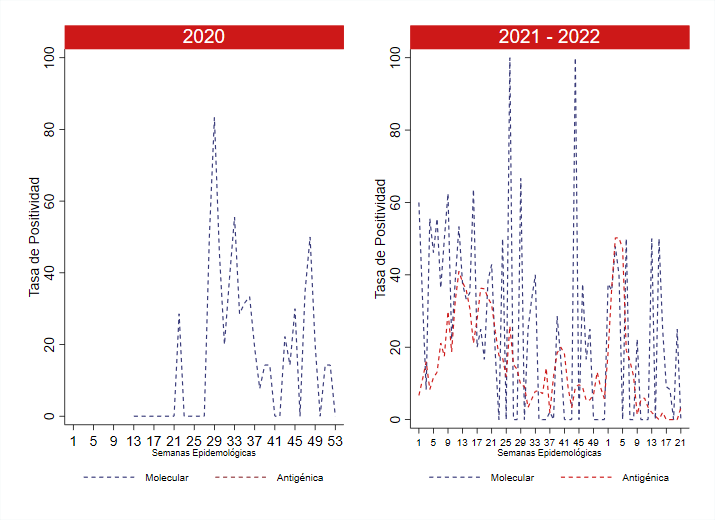 2020
Tasa de Positividad
100
80
60
40
20
0
1 5 9 13 17 21 25 29 33 37 41 45 49 53
Semanas Epidemológicas
Molecular Antigénica
2021 - 2022
Tasa de Positividad
100
80
60
40
20
0
1 5 9 13 17 21 25 29 33 37 41 45 49 1 5 9 13 17 21
Semanas Epidemológicas
Molecular Antigénica